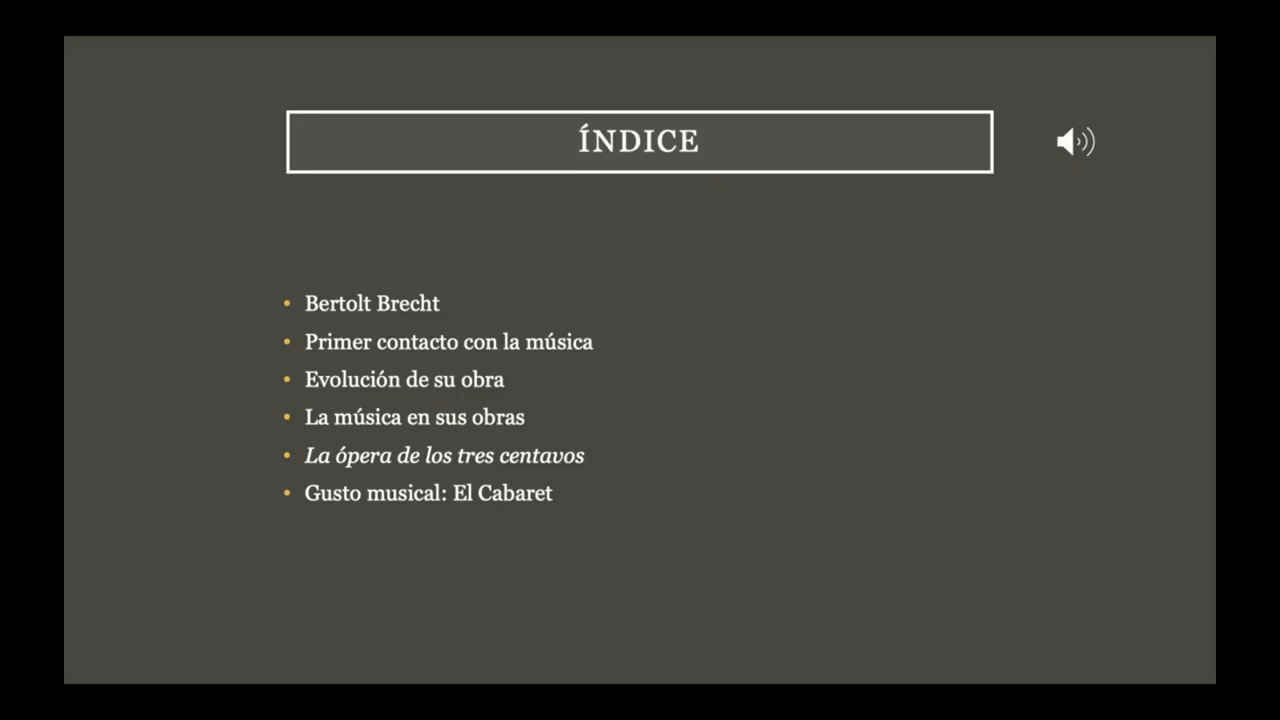 ÍNDICE
• Bertolt Brecht
• Primer contacto con la música
• Evolución de su obra
• La música en sus obras
• La ópera de los tres centavos
• Gusto musical: El Cabaret